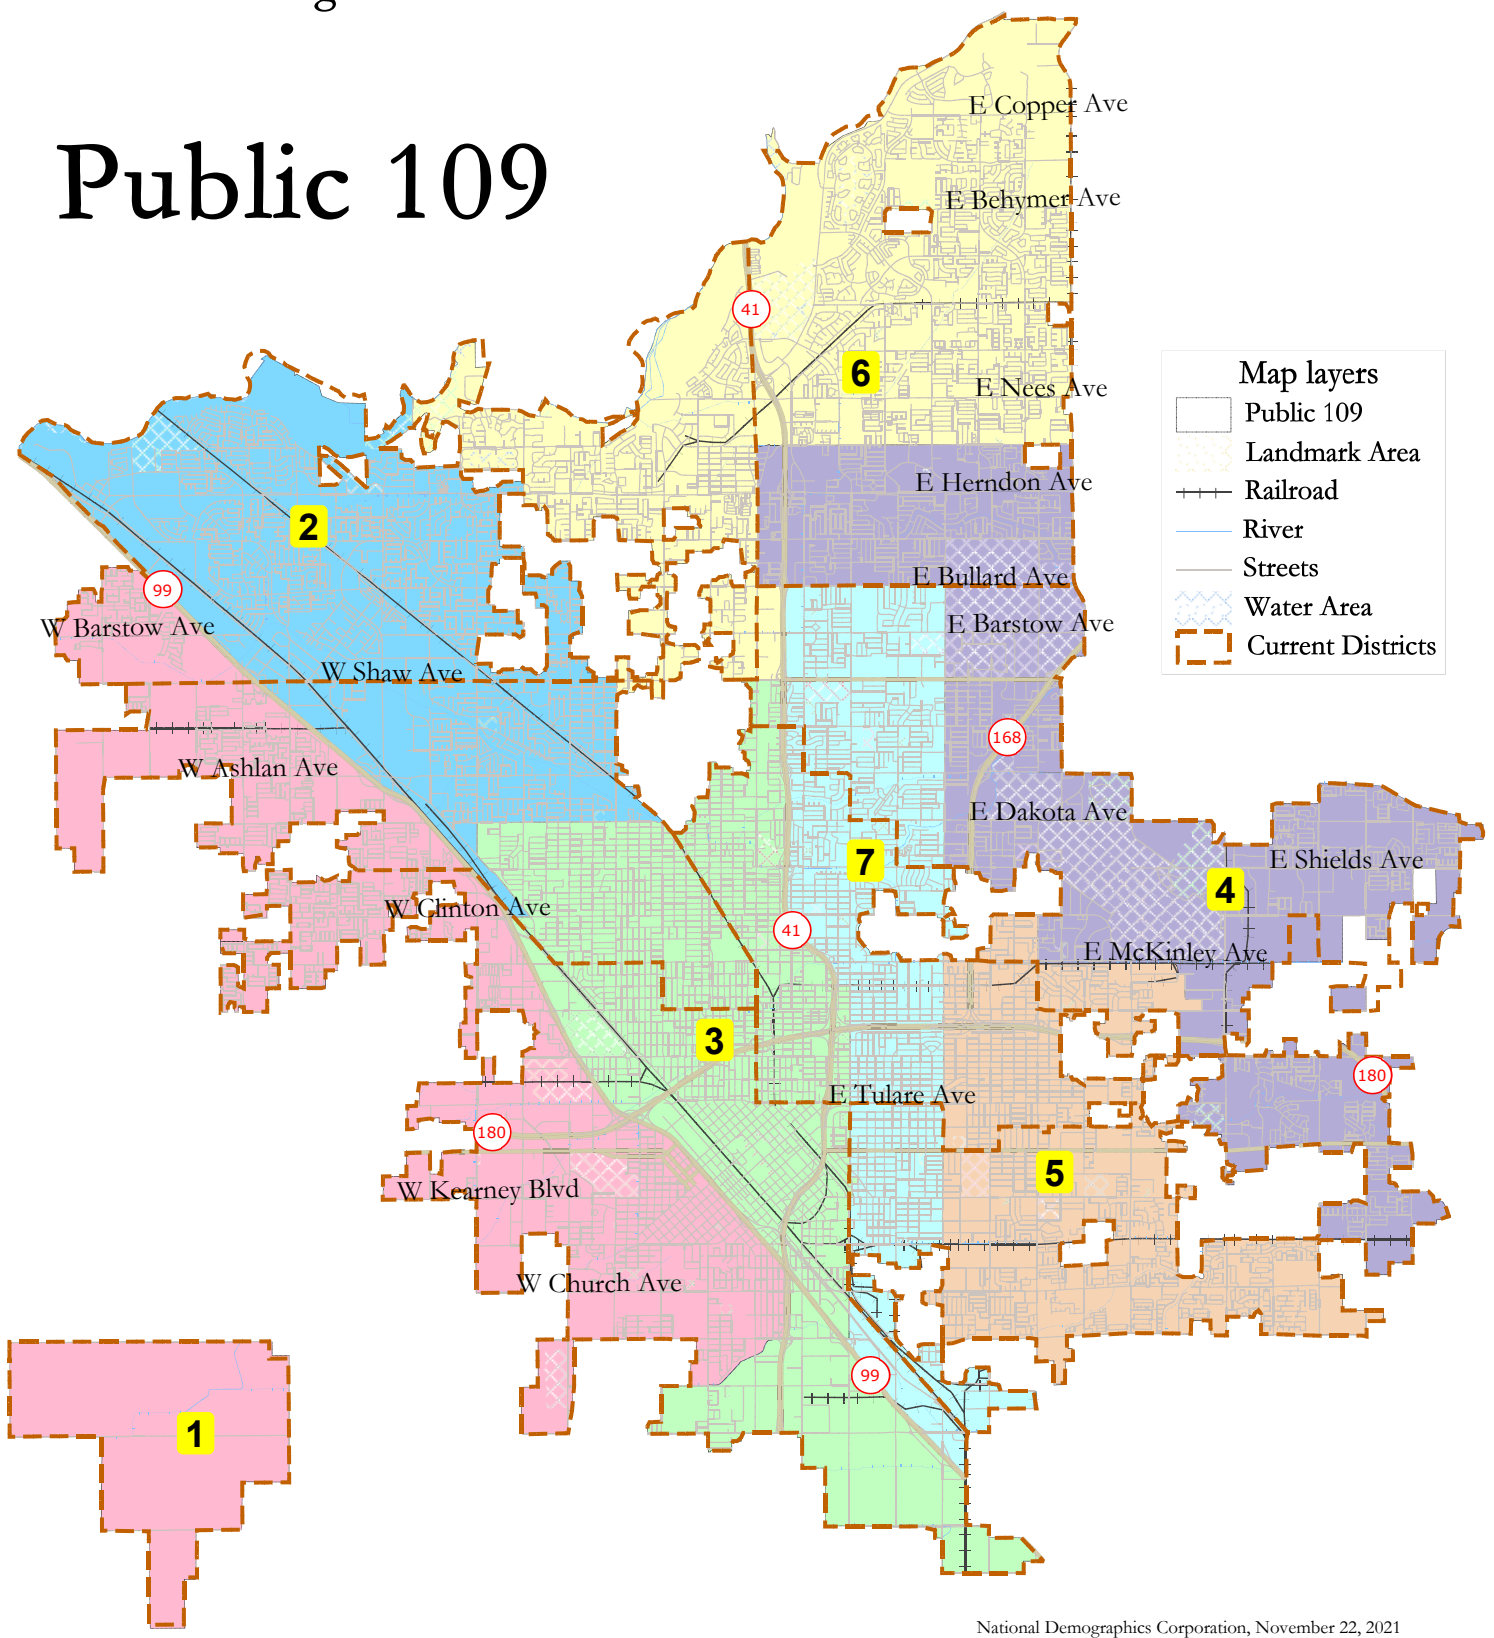 Public 109
E Copper Ave
E Behymer Ave
41
6
E Nees Ave
Map layers
Public 109
Landmark Area
Railroad
River
Streets
Water Area
Current Districts
E Herndon Ave
2
E Bullard Ave
99
W Barstow Ave
E Barstow Ave
W Shaw Ave
168
W Ashlan Ave
E Dakota Ave
7
E Shields Ave
4
W Clinton Ave
41
E McKinley Ave
3
180
E Tulare Ave
180
5
W Kearney Blvd
W Church Ave
99
1
National Demographics Corporation, November 22, 2021